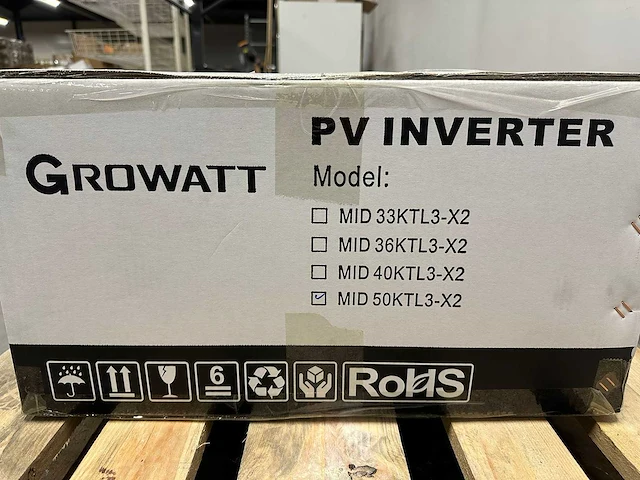 PV INVERTER
GROWATT
Model:
☐ MID 33KTL3-X2
☐ MID 36KTL3-X2
☐ MID 40KTL3-X2
☑ MID 50KTL3-X2
6
RoHS